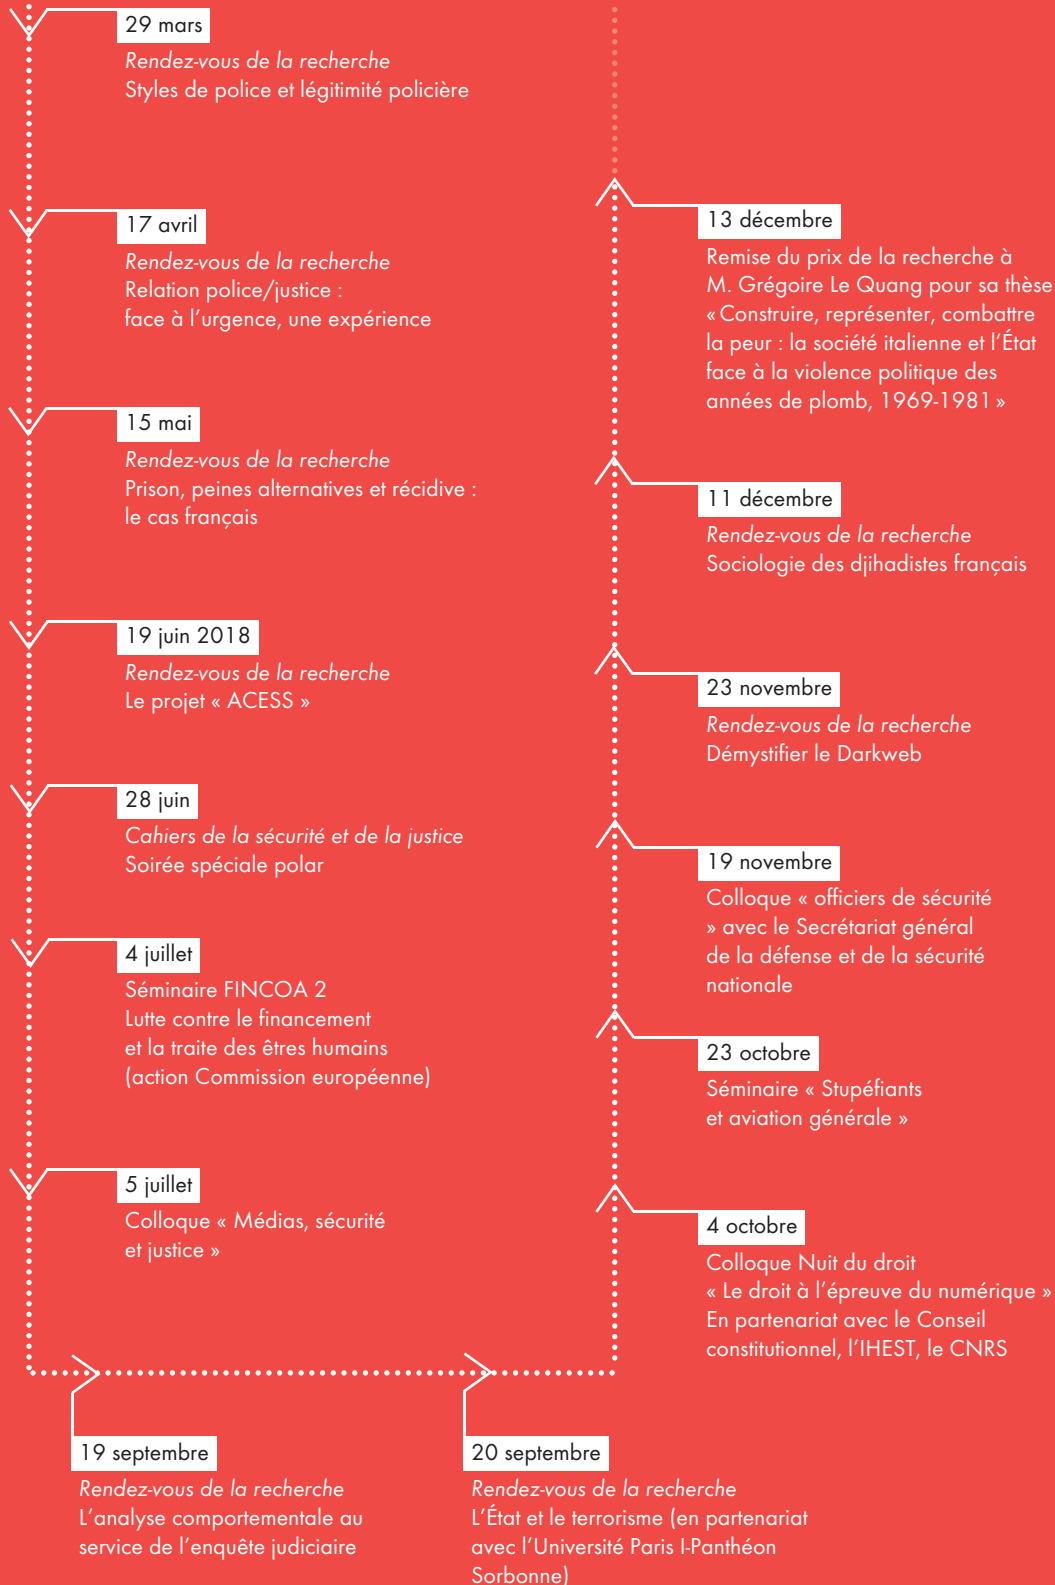 29 mars
Rendez-vous de la recherche
Styles de police et légitimité policière
17 avril
Rendez-vous de la recherche
Relation police/justice :
face à l’urgence, une expérience
15 mai
Rendez-vous de la recherche
Prison, peines alternatives et récidive :
le cas français
19 juin 2018
Rendez-vous de la recherche
Le projet « ACESS »
28 juin
Cahiers de la sécurité et de la justice
Soirée spéciale polar
4 juillet
Séminaire FINCOA 2
Lutte contre le financement
et la traite des êtres humains
(action Commission européenne)
5 juillet
Colloque « Médias, sécurité
et justice »
19 septembre
Rendez-vous de la recherche
L’analyse comportementale au
service de l’enquête judiciaire
20 septembre
Rendez-vous de la recherche
L’État et le terrorisme (en partenariat
avec l’Université Paris I-Panthéon
Sorbonne)
4 octobre
Colloque Nuit du droit
« Le droit à l’épreuve du numérique »
En partenariat avec le Conseil
constitutionnel, l’IHEST, le CNRS
23 octobre
Séminaire « Stupéfiants
et aviation générale »
19 novembre
Colloque « officiers de sécurité
» avec le Secrétariat général
de la défense et de la sécurité
nationale
23 novembre
Rendez-vous de la recherche
Démystifier le Darkweb
11 décembre
Rendez-vous de la recherche
Sociologie des djihadistes français
13 décembre
Remise du prix de la recherche à
M. Grégoire Le Quang pour sa thèse
« Construire, représenter, combattre
la peur : la société italienne et l’État
face à la violence politique des
années de plomb, 1969-1981 »